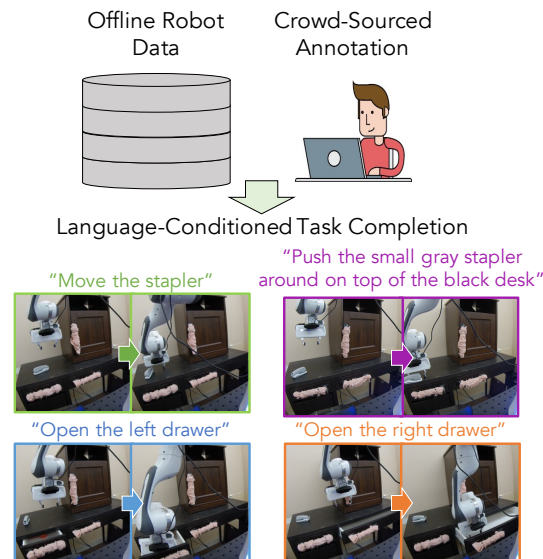 Offline Robot
Data
Crowd-Sourced
Annotation
Language-Conditioned Task Completion
“Move the stapler”
“Push the small gray stapler
around on top of the black desk”
“Open the left drawer”
“Open the right drawer”